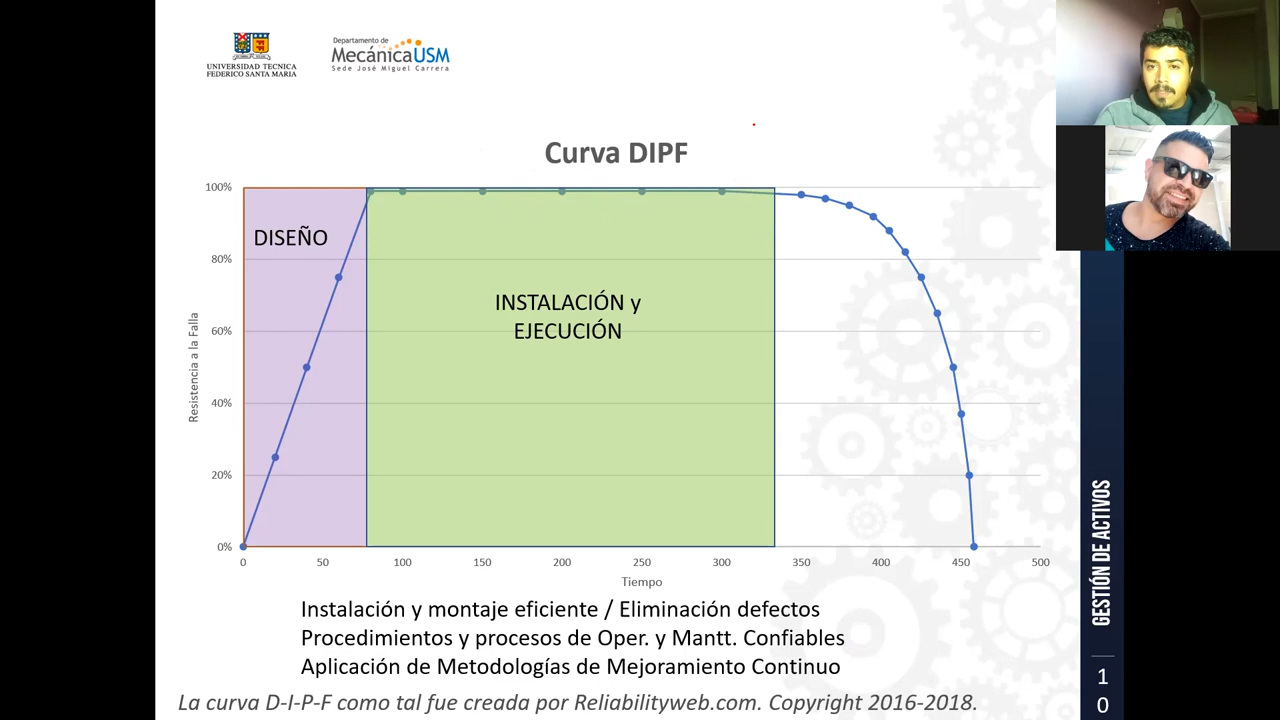 UNIVERSIDAD TECNICA
FEDERICO SANTA MARIA
Departamento de
MecánicaUSM
Sede José Miguel Carrera
Curva DIPF
100%
80%
60%
40%
20%
0%
Resistencia a la Falla
DISEÑO
INSTALACIÓN y
EJECUCIÓN
0 50 100 150 200 250 300 350 400 450 500
Tiempo
Instalación y montaje eficiente / Eliminación defectos
Procedimientos y procesos de Oper. y Mantt. Confiables
Aplicación de Metodologías de Mejoramiento Continuo
La curva D-I-P-F como tal fue creada por Reliabilityweb.com. Copyright 2016-2018.
GESTIÓN DE ACTIVOS
1
0